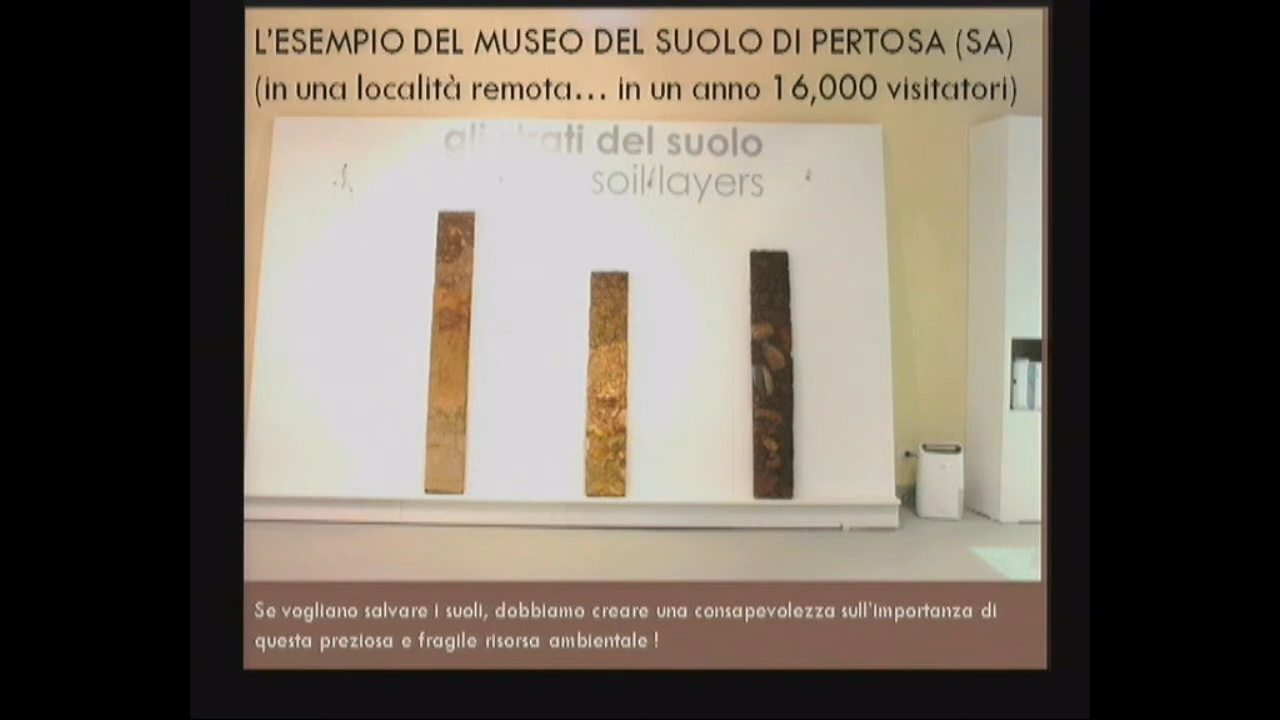 L'ESEMPIO DEL MUSEO DEL SUOLO DI PERTOSA (SA)
(in una località remota... in un anno 16,000 visitatori)
gli strati del suolo
soil layers
Se vogliano salvare i suoli, dobbiamo creare una consapevolezza sull'importanza di
questa preziosa e fragile risorsa ambientale !